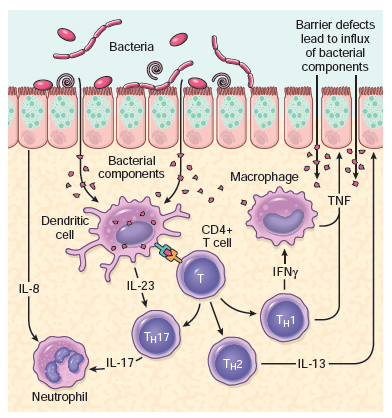 Bacteria
Barrier defects
lead to influx
of bacterial
components
Bacterial
components
Macrophage
Dendritic
cell
CD4+
T cell
TNF
IL-8
IL-23
T
IFNγ
TH17
TH1
IL-17
TH2
IL-13
Neutrophil